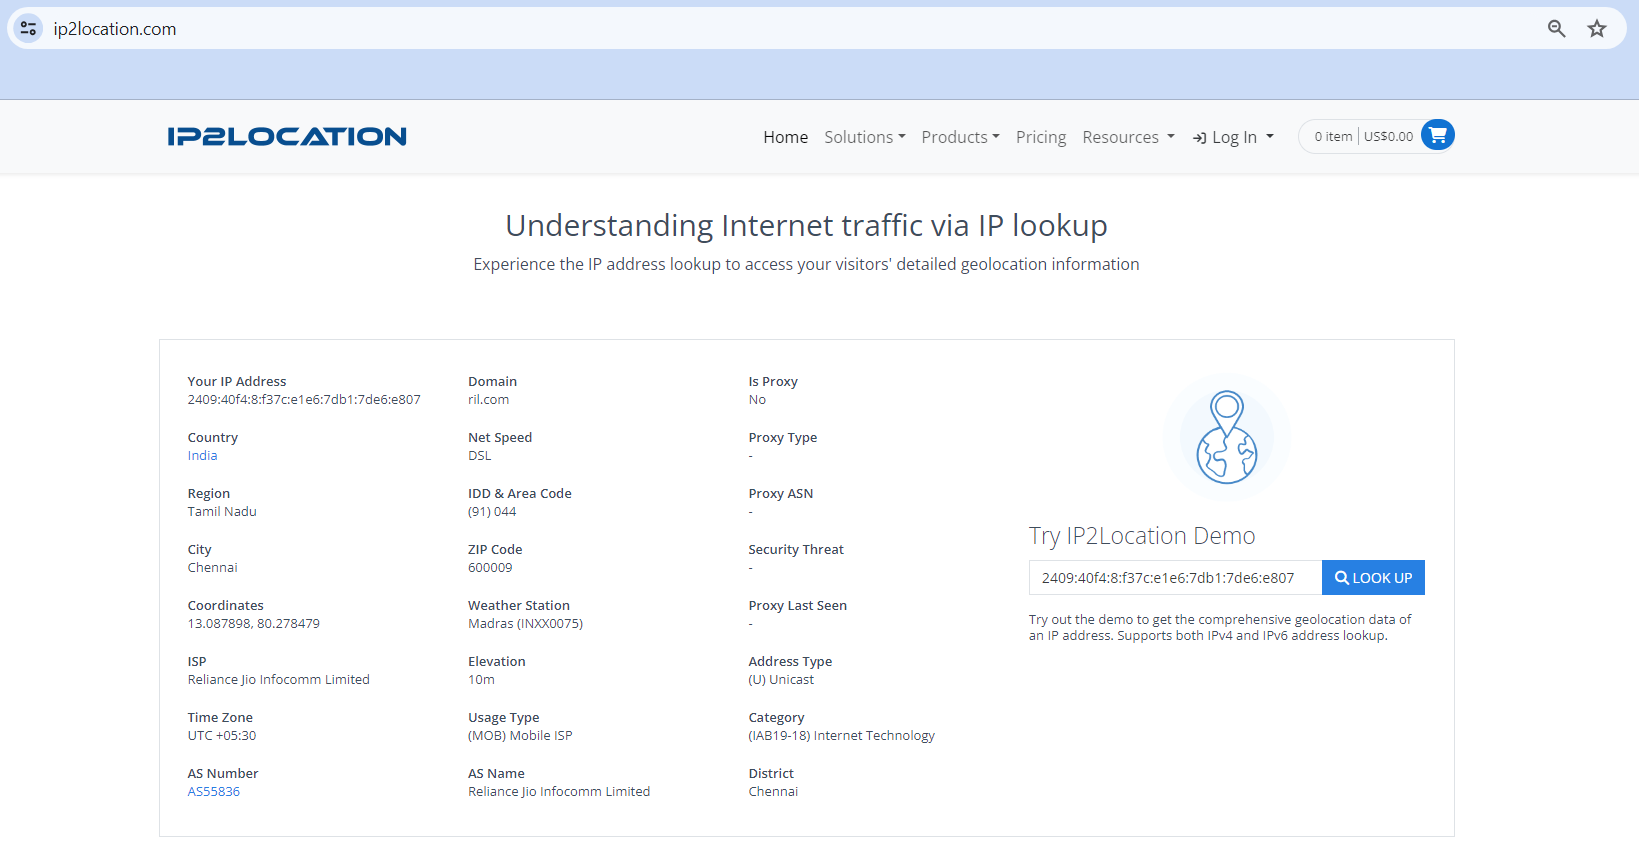 ip2location.com
IP2LOCATION
Home Solutions Products Pricing Resources Log In 0 item US$0.00
Understanding Internet traffic via IP lookup
Experience the IP address lookup to access your visitors' detailed geolocation information
Your IP Address
2409:40f4:8:f37c:e1e6:7db1:7de6:e807
Country
India
Region
Tamil Nadu
City
Chennai
Coordinates
13.087898, 80.278479
ISP
Reliance Jio Infocomm Limited
Time Zone
UTC +05:30
AS Number
AS55836
Domain
ril.com
Net Speed
DSL
IDD & Area Code
(91) 044
ZIP Code
600009
Weather Station
Madras (INXX0075)
Elevation
10m
Usage Type
(MOB) Mobile ISP
AS Name
Reliance Jio Infocomm Limited
Is Proxy
No
Proxy Type
-
Proxy ASN
-
Security Threat
-
Proxy Last Seen
-
Address Type
(U) Unicast
Category
(IAB19-18) Internet Technology
District
Chennai
Try IP2Location Demo
2409:40f4:8:f37c:e1e6:7db1:7de6:e807 LOOK UP
Try out the demo to get the comprehensive geolocation data of
an IP address. Supports both IPv4 and IPv6 address lookup.